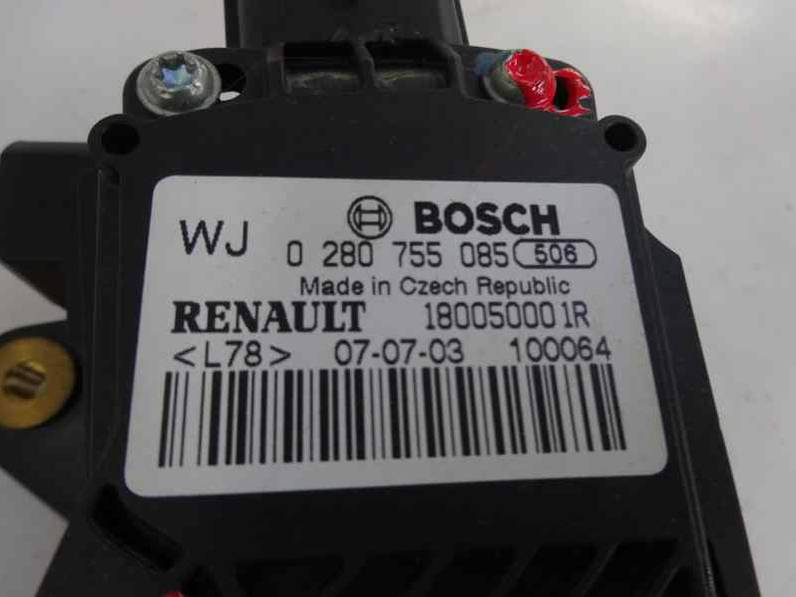 BOSCH
WJ 0 280 755 085 506
Made in Czech Republic
RENAULT 180050001R
<L78> 07-07-03 100064